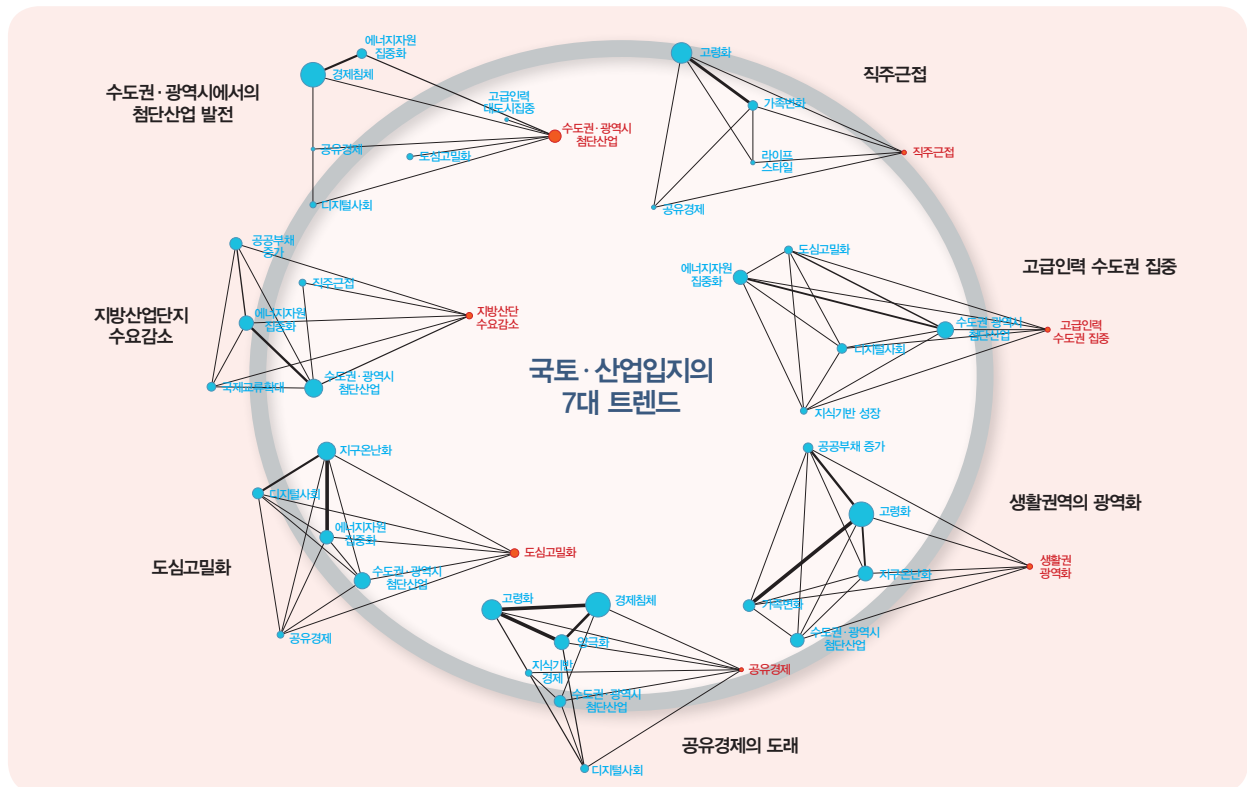 수도권·광역시에서의
첨단산업 발전
에너지자원
집중화
경제침체
고급인력
대도시집중
수도권·광역시
첨단산업
공유경제
도심고밀화
디지털사회
직주근접
고령화
가족변화
라이프
스타일
직주근접
공유경제
지방산업단지
수요감소
공공부채
증가
직주근접
에너지자원
집중화
지방산단
수요감소
국제교류확대
수도권·광역시
첨단산업
국토·산업입지의
7대 트렌드
고급인력 수도권 집중
도심고밀화
에너지자원
집중화
수도권·광역시
첨단산업
고급인력
수도권 집중
디지털사회
지식기반 성장
도심고밀화
지구온난화
디지털사회
에너지자원
집중화
도심고밀화
수도권·광역시
첨단산업
공유경제
생활권역의 광역화
공공부채 증가
고령화
생활권
광역화
지구온난화
가족변화
수도권·광역시
첨단산업
고령화
경제침체
양극화
지식기반
경제
공유경제
수도권·광역시
첨단산업
디지털사회
공유경제의 도래